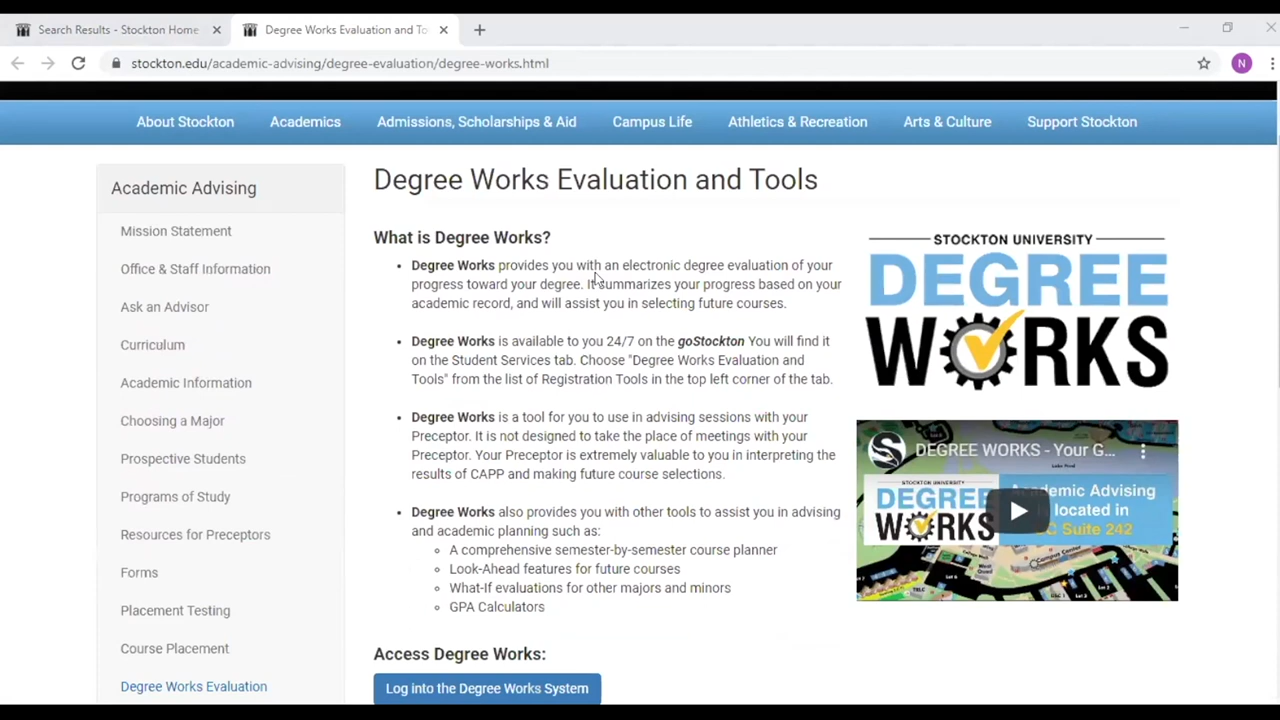 Search Results - Stockton Home
Degree Works Evaluation and To
stockton.edu/academic-advising/degree-evaluation/degree-works.html
N
About Stockton
Academics
Admissions, Scholarships & Aid
Campus Life
Athletics & Recreation
Arts & Culture
Support Stockton
Academic Advising
Mission Statement
Office & Staff Information
Ask an Advisor
Curriculum
Academic Information
Choosing a Major
Prospective Students
Programs of Study
Resources for Preceptors
Forms
Placement Testing
Course Placement
Degree Works Evaluation
Degree Works Evaluation and Tools
What is Degree Works?
Degree Works provides you with an electronic degree evaluation of your
progress toward your degree. It summarizes your progress based on your
academic record, and will assist you in selecting future courses.
Degree Works is available to you 24/7 on the goStockton You will find it
on the Student Services tab. Choose "Degree Works Evaluation and
Tools" from the list of Registration Tools in the top left corner of the tab.
Degree Works is a tool for you to use in advising sessions with your
Preceptor. It is not designed to take the place of meetings with your
Preceptor. Your Preceptor is extremely valuable to you in interpreting the
results of CAPP and making future course selections.
Degree Works also provides you with other tools to assist you in advising
and academic planning such as:
A comprehensive semester-by-semester course planner
Look-Ahead features for future courses
What-If evaluations for other majors and minors
GPA Calculators
Access Degree Works:
Log into the Degree Works System
STOCKTON UNIVERSITY
DEGREE
WORKS
DEGREE WORKS - Your G...
STOCKTON UNIVERSITY
DEGREE
WORKS
Academic Advising
is located in
Suite 242
Campus Center